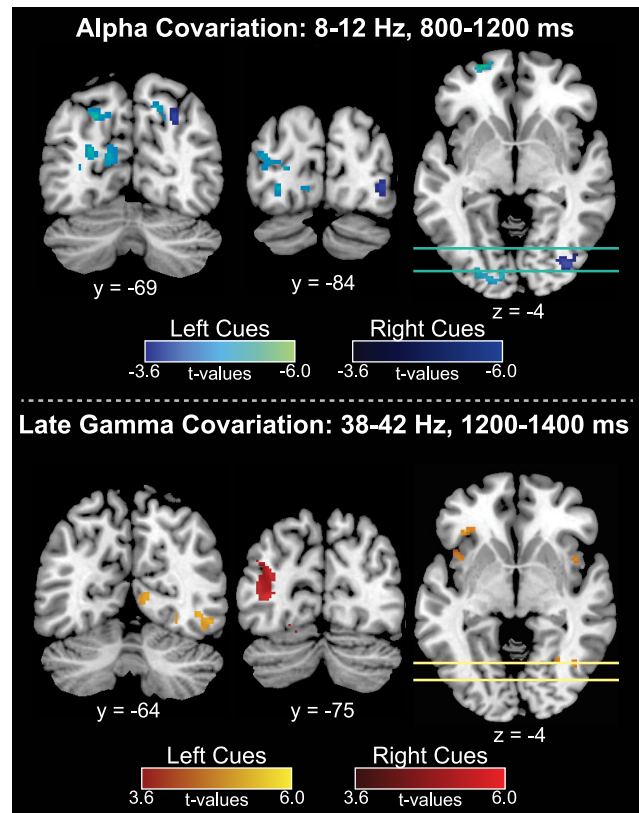 Alpha Covariation: 8-12 Hz, 800-1200 ms
y = -69
y = -84
z = -4
Left Cues
Right Cues
-3.6 t-values -6.0
-3.6 t-values -6.0
Late Gamma Covariation: 38-42 Hz, 1200-1400 ms
y = -64
y = -75
z = -4
Left Cues
Right Cues
3.6 t-values 6.0
3.6 t-values 6.0